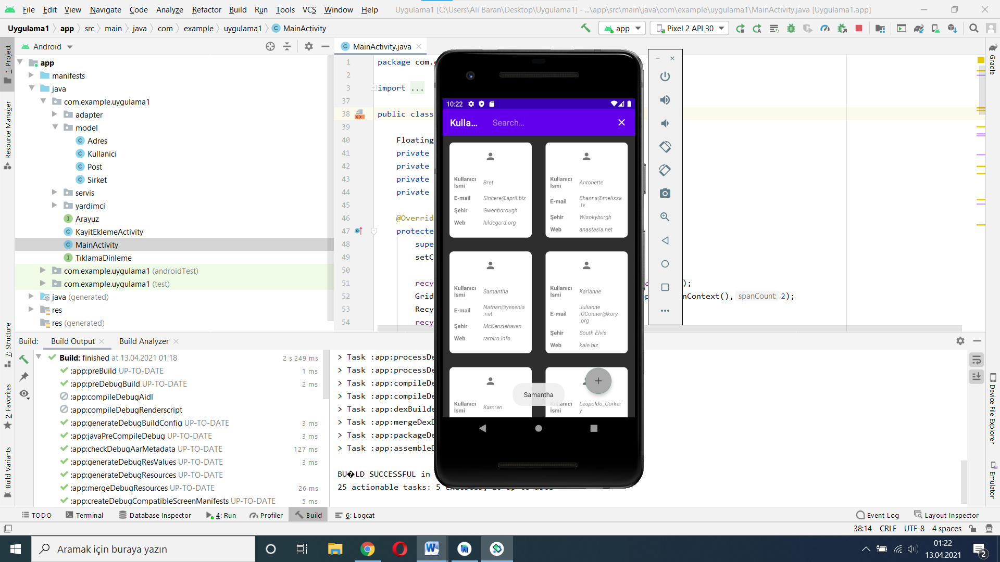 File Edit View Navigate Code Analyze Refactor Build Run Tools VCS Window Help Uygulama1 [C:\Users\Ali Baran\Desktop\Uygulama1] - ...\app\src\main\java\com\example\uygulama1\MainActivity.java [Uygulama1.app]
Uygulama1 app src main java com example uygulama1 MainActivity app Pixel 2 API 30
1: Project
Resource Manager
7: Structure
2: Favorites
Build Variants
Android
app
manifests
java
com.example.uygulama1
adapter
model
Adres
Kullanici
Post
Sirket
servis
yardimci
Arayuz
KayitEklemeActivity
MainActivity
TıklamaDinleme
com.example.uygulama1 (androidTest)
com.example.uygulama1 (test)
java (generated)
res
res (generated)
MainActivity.java
1 package com.e
2
3 import ...
37
38 public class
39
40 Floating
41 private
42 private
43 private
44 private
45
46 @Overrid
47 protecte
48 supe
49 setC
50
51 recy );
52 Grid nContext(), spanCount: 2);
53 Recy
54 recy
10:22
Kulla... Search...
Kullanıcı İsmi Bret
E-mail Sincere@april.biz
Şehir Gwenborough
Web hildegard.org
Kullanıcı İsmi Antonette
E-mail Shanna@melissa.tv
Şehir Wisokyburgh
Web anastasia.net
Kullanıcı İsmi Samantha
E-mail Nathan@yesenia.net
Şehir McKenziehaven
Web ramiro.info
Kullanıcı İsmi Karianne
E-mail Julianne.OConner@kory.org
Şehir South Elvis
Web kale.biz
Kullanıcı İsmi Kamren
Kullanıcı İsmi Leopoldo_Corkery
Samantha
Gradle
Device File Explorer
Emulator
Build: Build Output Build Analyzer
Build: finished at 13.04.2021 01:18 2 s 249 ms
:app:preBuild UP-TO-DATE 1 ms
:app:preDebugBuild UP-TO-DATE 2 ms
:app:compileDebugAidl
:app:compileDebugRenderscript
:app:generateDebugBuildConfig UP-TO-DATE 3 ms
:app:javaPreCompileDebug UP-TO-DATE 3 ms
:app:checkDebugAarMetadata UP-TO-DATE 127 ms
:app:generateDebugResValues UP-TO-DATE 3 ms
:app:generateDebugResources UP-TO-DATE
:app:mergeDebugResources UP-TO-DATE 26 ms
:app:createDebugCompatibleScreenManifests UP-TO-DATE 5 ms
> Task :app:processDe
> Task :app:processDe
> Task :app:compileDe
> Task :app:compileDe
> Task :app:dexBuilde
> Task :app:mergeDexD
> Task :app:packageDe
> Task :app:assembleD
BU�LD SUCCESSFUL in
25 actionable tasks: 5
TODO Terminal Database Inspector 4: Run Profiler Build 6: Logcat Event Log Layout Inspector
38:14 CRLF UTF-8 4 spaces
Aramak için buraya yazın
01:22
13.04.2021
2